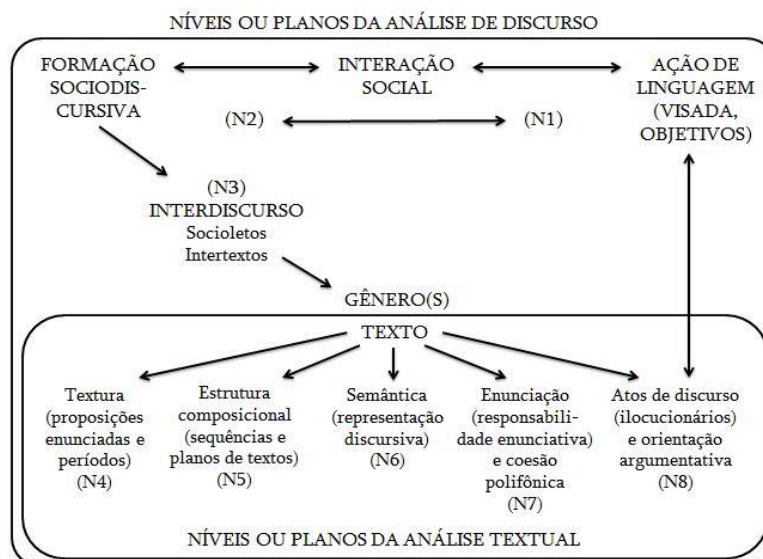 NÍVEIS OU PLANOS DA ANÁLISE DE DISCURSO
FORMAÇÃO
SOCIODIS-
CURSIVA
INTERAÇÃO
SOCIAL
AÇÃO DE
LINGUAGEM
(VISADA,
OBJETIVOS)
(N2)
(N1)
(N3)
INTERDISCURSO
Socioletos
Intertextos
GÊNERO(S)
TEXTO
Textura
(proposições
enunciadas e
períodos)
(N4)
Estrutura
composicional
(sequências e
planos de textos)
(N5)
Semântica
(representação
discursiva)
(N6)
Enunciação
(responsabili-
dade enunciativa)
e coesão
polifônica
(N7)
Atos de discurso
(ilocucionários)
e orientação
argumentativa
(N8)
NÍVEIS OU PLANOS DA ANÁLISE TEXTUAL